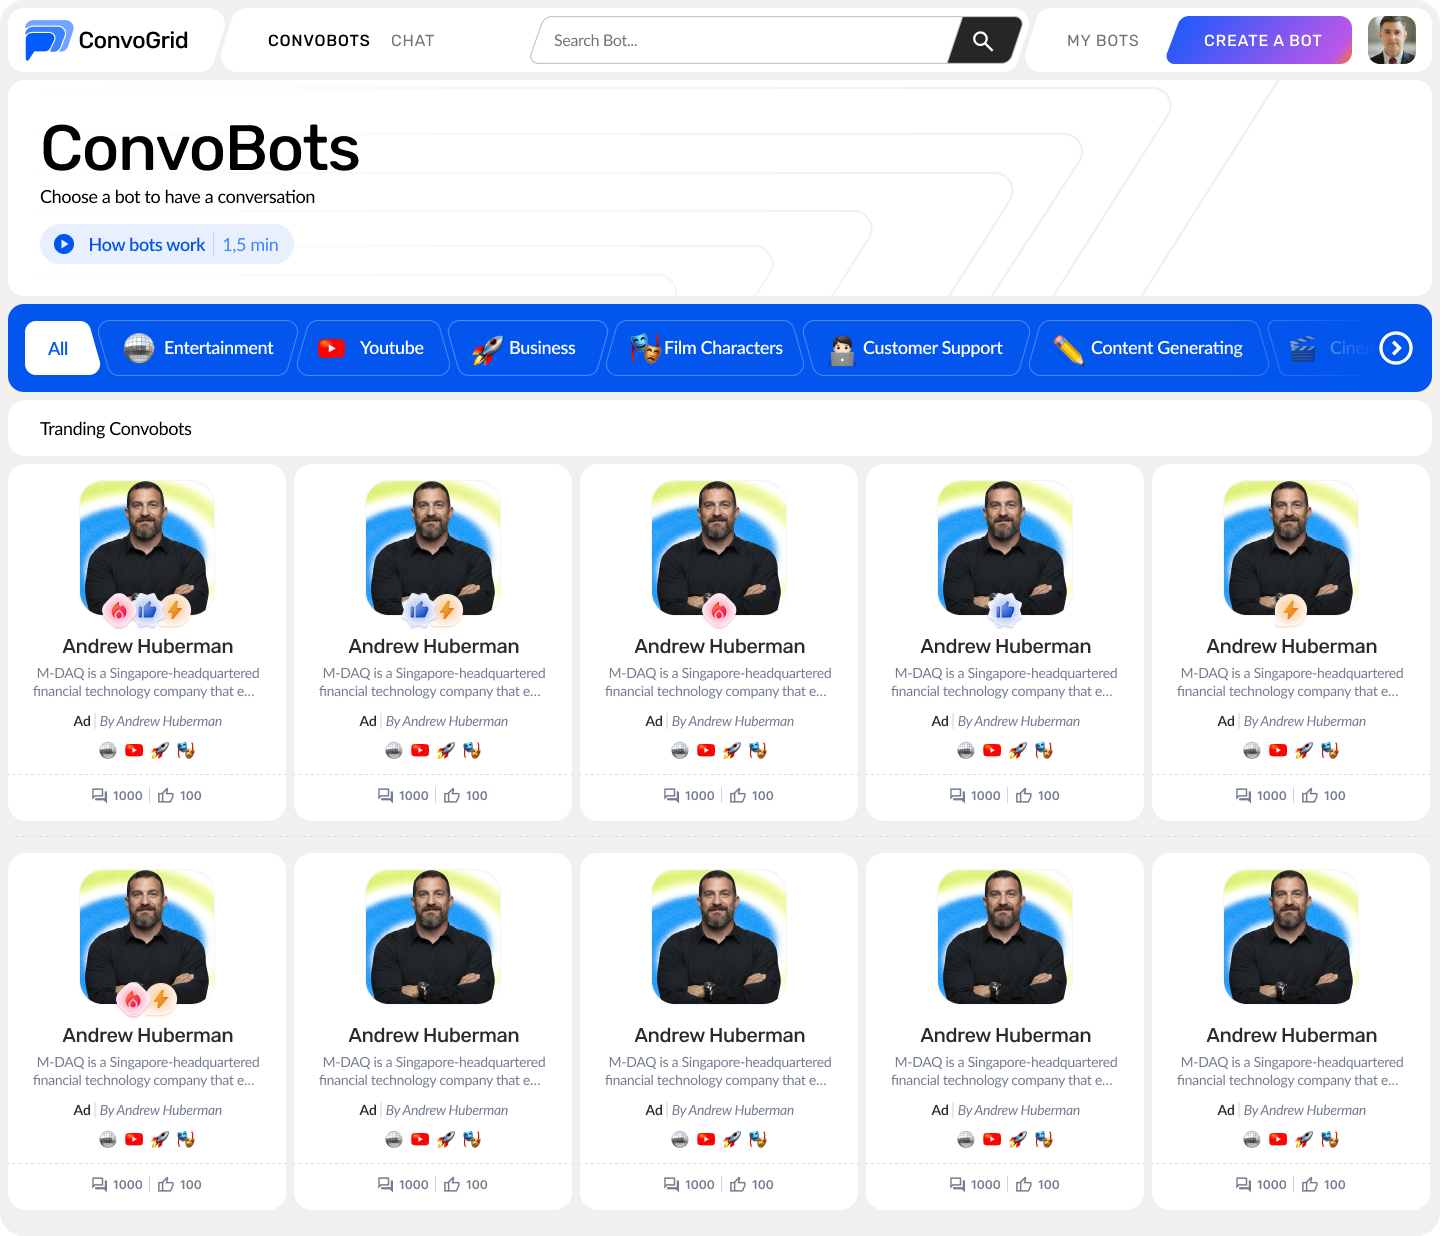 ConvoGrid
CONVOBOTS CHAT
Search Bot...
MY BOTS
CREATE A BOT
ConvoBots
Choose a bot to have a conversation
How bots work 1,5 min
All Entertainment Youtube Business Film Characters Customer Support Content Generating Ciner
Tranding Convobots
Andrew Huberman
M-DAQ is a Singapore-headquartered
financial technology company that e...
Ad By Andrew Huberman
1000 100
Andrew Huberman
M-DAQ is a Singapore-headquartered
financial technology company that e...
Ad By Andrew Huberman
1000 100
Andrew Huberman
M-DAQ is a Singapore-headquartered
financial technology company that e...
Ad By Andrew Huberman
1000 100
Andrew Huberman
M-DAQ is a Singapore-headquartered
financial technology company that e...
Ad By Andrew Huberman
1000 100
Andrew Huberman
M-DAQ is a Singapore-headquartered
financial technology company that e...
Ad By Andrew Huberman
1000 100
Andrew Huberman
M-DAQ is a Singapore-headquartered
financial technology company that e...
Ad By Andrew Huberman
1000 100
Andrew Huberman
M-DAQ is a Singapore-headquartered
financial technology company that e...
Ad By Andrew Huberman
1000 100
Andrew Huberman
M-DAQ is a Singapore-headquartered
financial technology company that e...
Ad By Andrew Huberman
1000 100
Andrew Huberman
M-DAQ is a Singapore-headquartered
financial technology company that e...
Ad By Andrew Huberman
1000 100
Andrew Huberman
M-DAQ is a Singapore-headquartered
financial technology company that e...
Ad By Andrew Huberman
1000 100